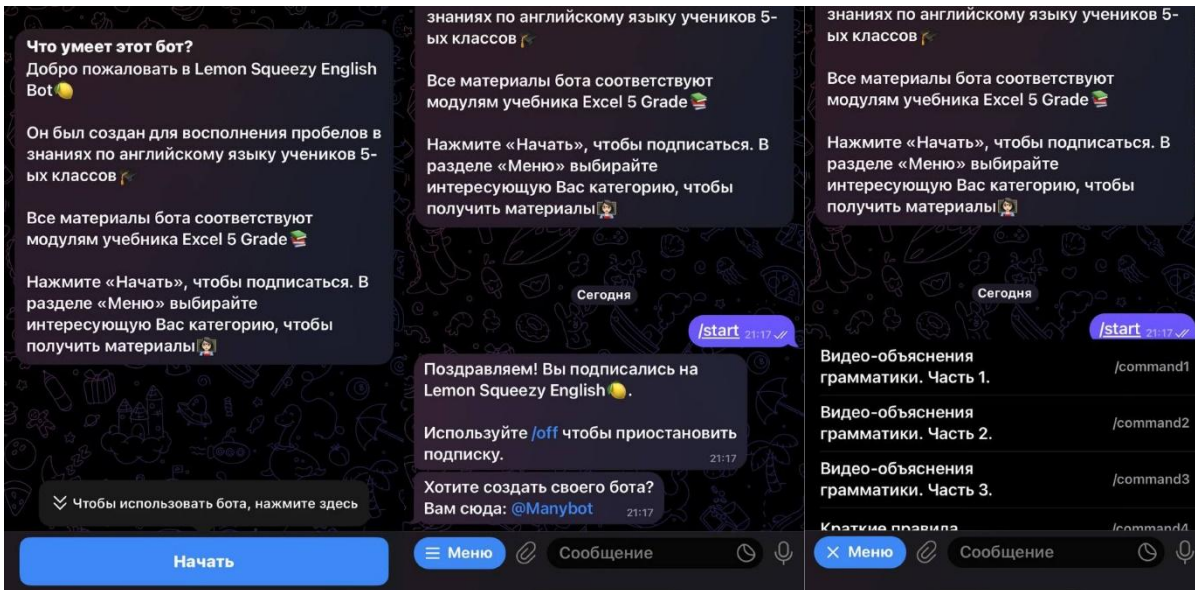 Что умеет этот бот?
Добро пожаловать в Lemon Squeezy English
Bot🍋
Он был создан для восполнения пробелов в
знаниях по английскому языку учеников 5-
ых классов🎓
Все материалы бота соответствуют
модулям учебника Excel 5 Grade📚
Нажмите «Начать», чтобы подписаться. В
разделе «Меню» выбирайте
интересующую Вас категорию, чтобы
получить материалы👩🏻‍🏫
Чтобы использовать бота, нажмите здесь
Начать
знаниях по английскому языку учеников 5-
ых классов🎓
Все материалы бота соответствуют
модулям учебника Excel 5 Grade📚
Нажмите «Начать», чтобы подписаться. В
разделе «Меню» выбирайте
интересующую Вас категорию, чтобы
получить материалы👩🏻‍🏫
Сегодня
/start 21:17
Поздравляем! Вы подписались на
Lemon Squeezy English🍋.
Используйте /off чтобы приостановить
подписку. 21:17
Хотите создать своего бота?
Вам сюда: @Manybot 21:17
Меню Сообщение
знаниях по английскому языку учеников 5-
ых классов🎓
Все материалы бота соответствуют
модулям учебника Excel 5 Grade📚
Нажмите «Начать», чтобы подписаться. В
разделе «Меню» выбирайте
интересующую Вас категорию, чтобы
получить материалы👩🏻‍🏫
Сегодня
/start 21:17
Видео-объяснения
грамматики. Часть 1. /command1
Видео-объяснения
грамматики. Часть 2. /command2
Видео-объяснения
грамматики. Часть 3. /command3
Краткие правила /command4
Меню Сообщение